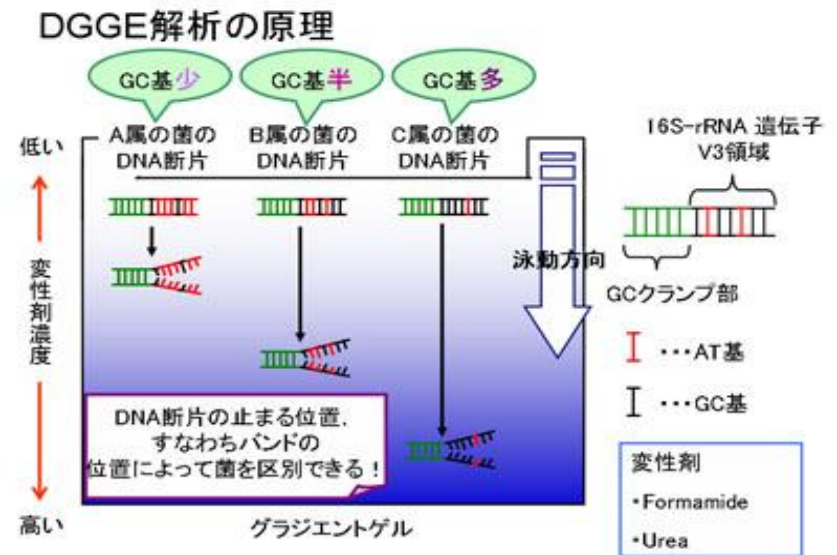 DGGE解析の原理
GC基少
GC基半
GC基多
低い
A属の菌の
DNA断片
B属の菌の
DNA断片
C属の菌の
DNA断片
16S-rRNA 遺伝子
V3領域
泳動方向
GCクランプ部
変性剤濃度
I ・・・AT基
I ・・・GC基
DNA断片の止まる位置,
すなわちバンドの
位置によって菌を区別できる！
変性剤
・Formamide
・Urea
高い
グラジエントゲル